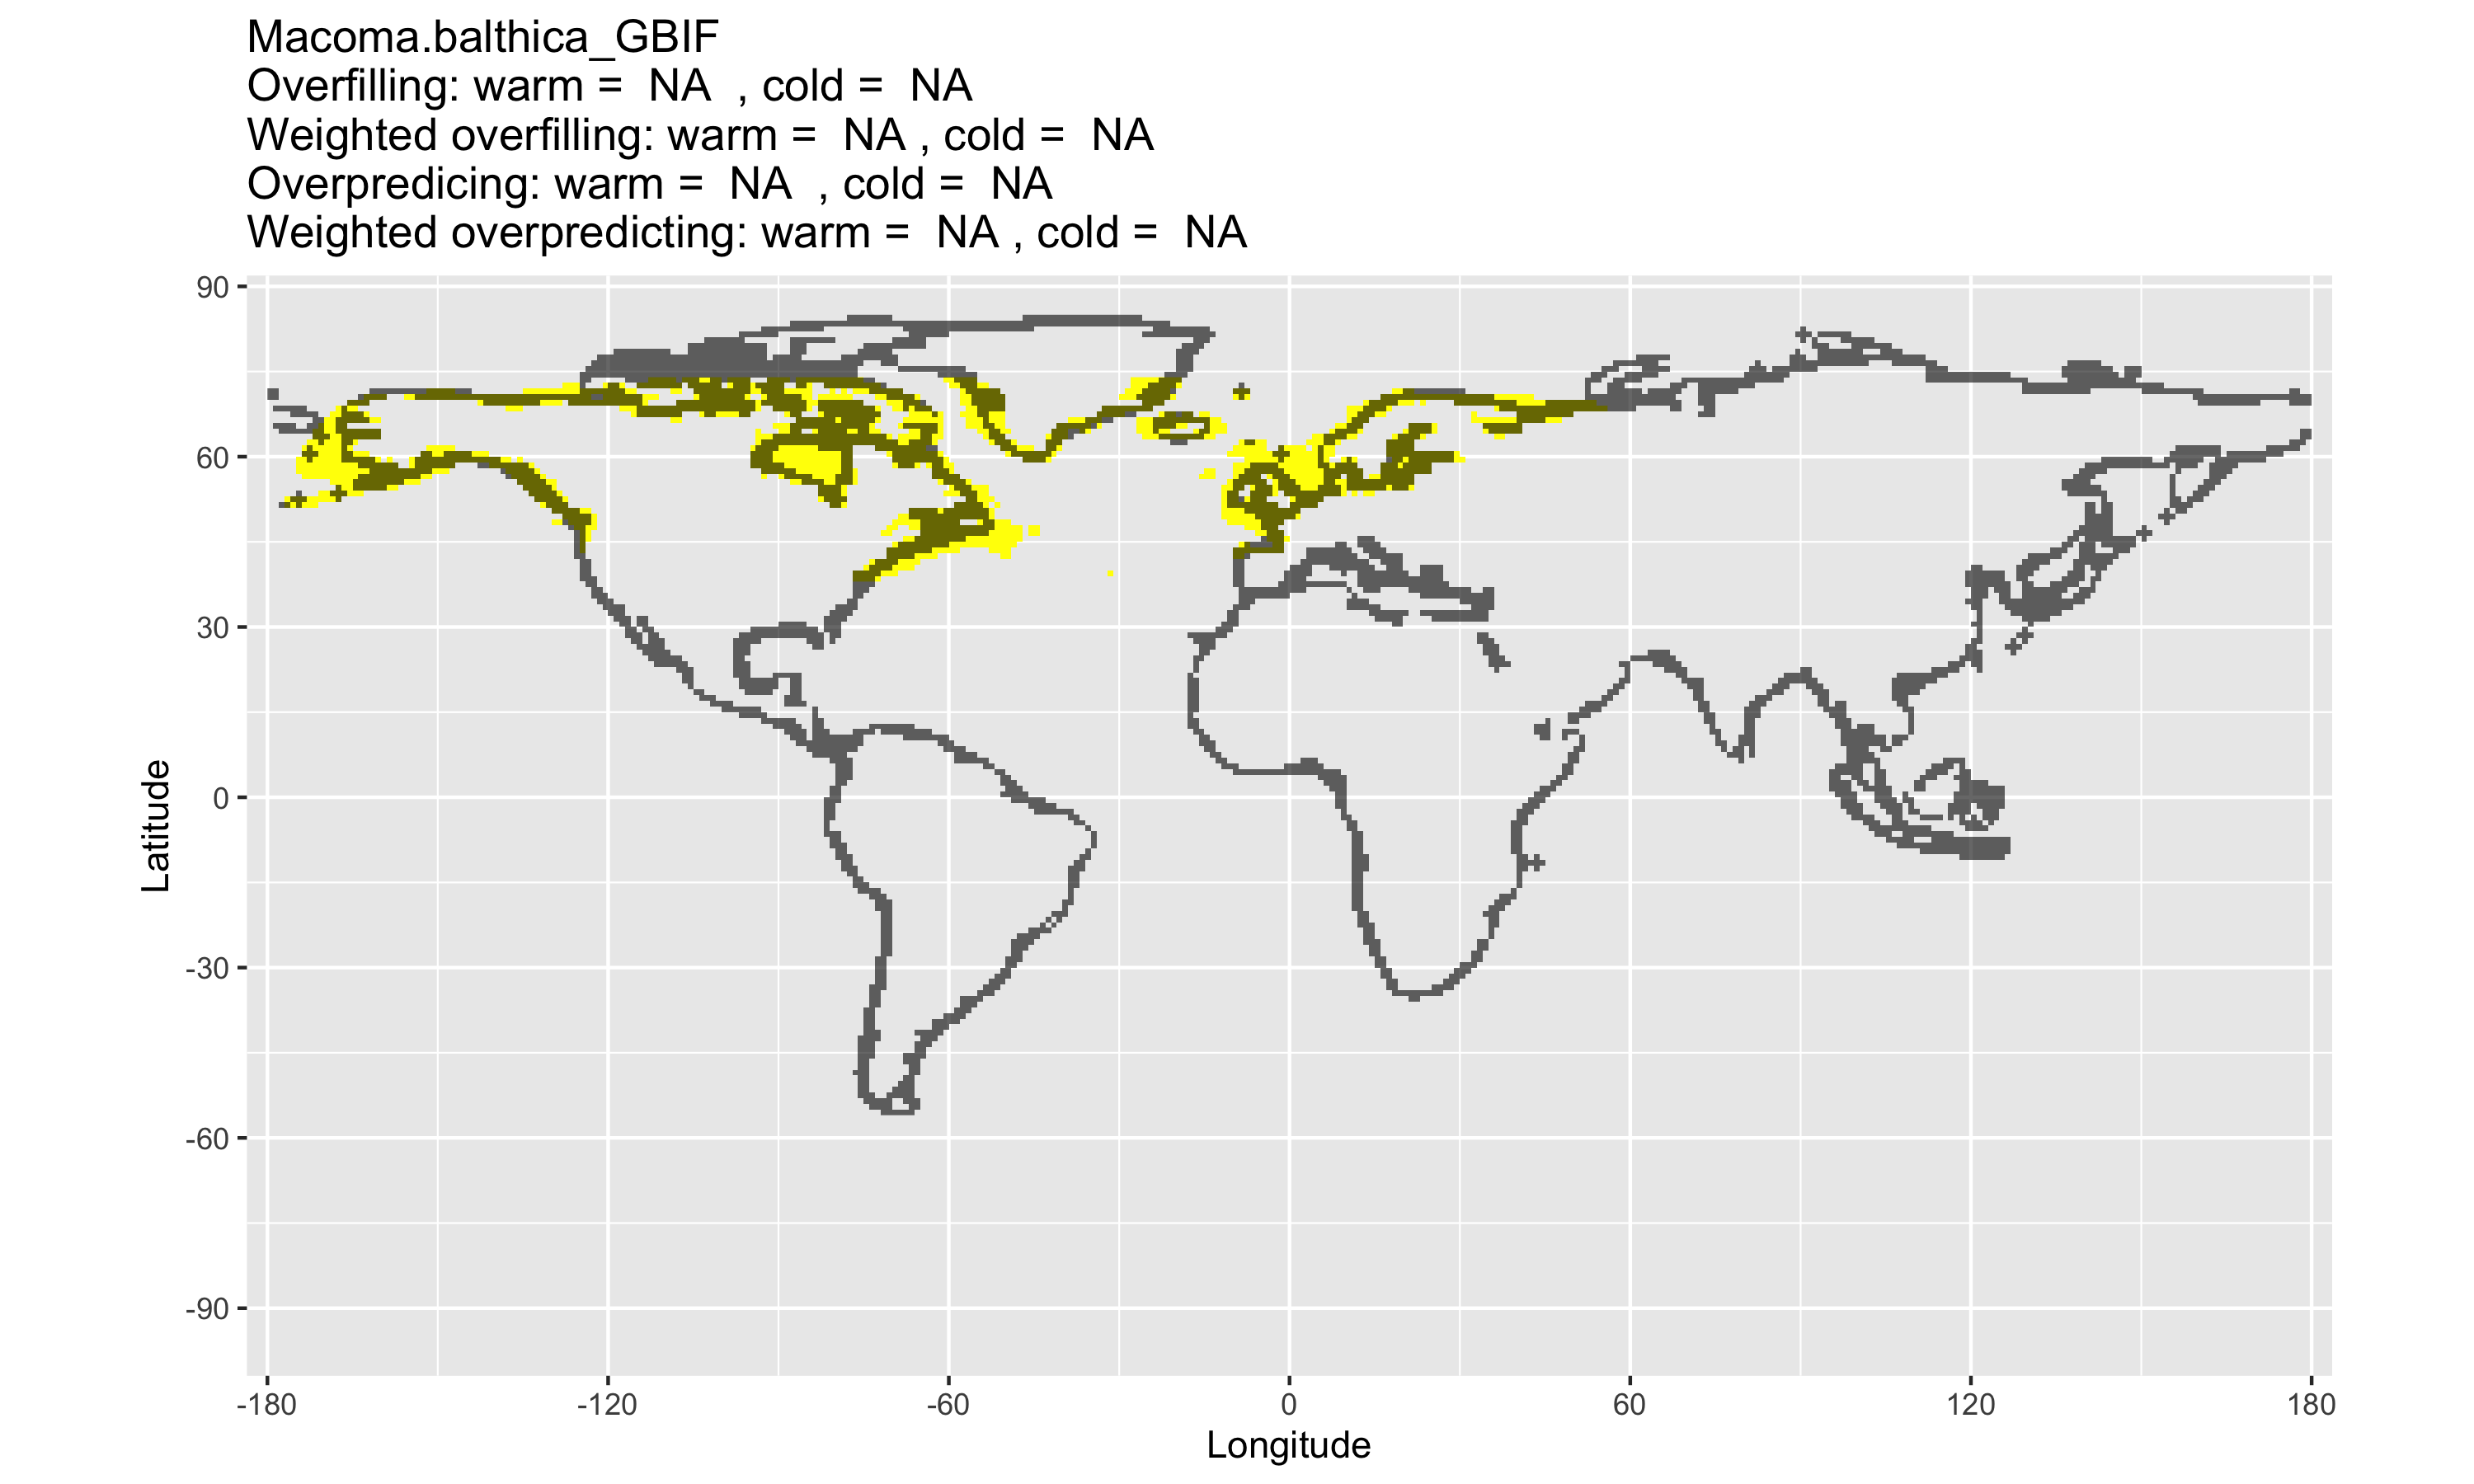 Macoma.balthica_GBIF
Overfilling: warm =  NA  , cold =  NA
Weighted overfilling: warm =  NA , cold =  NA
Overpredicing: warm =  NA  , cold =  NA
Weighted overpredicting: warm =  NA , cold =  NA
90
60
30
0
-30
-60
-90
Latitude
-180 -120 -60 0 60 120 180
Longitude